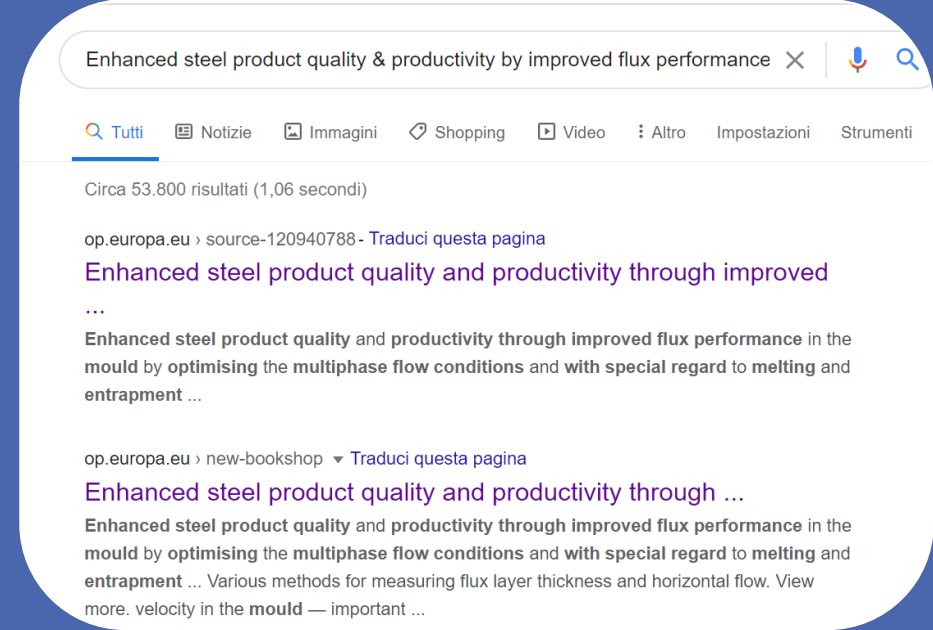 Enhanced steel product quality & productivity by improved flux performance
Tutti Notizie Immagini Shopping Video Altro Impostazioni Strumenti
Circa 53.800 risultati (1,06 secondi)
op.europa.eu › source-120940788 - Traduci questa pagina
Enhanced steel product quality and productivity through improved
...
Enhanced steel product quality and productivity through improved flux performance in the
mould by optimising the multiphase flow conditions and with special regard to melting and
entrapment ...
op.europa.eu › new-bookshop ▼ Traduci questa pagina
Enhanced steel product quality and productivity through ...
Enhanced steel product quality and productivity through improved flux performance in the
mould by optimising the multiphase flow conditions and with special regard to melting and
entrapment ... Various methods for measuring flux layer thickness and horizontal flow. View
more. velocity in the mould — important ...